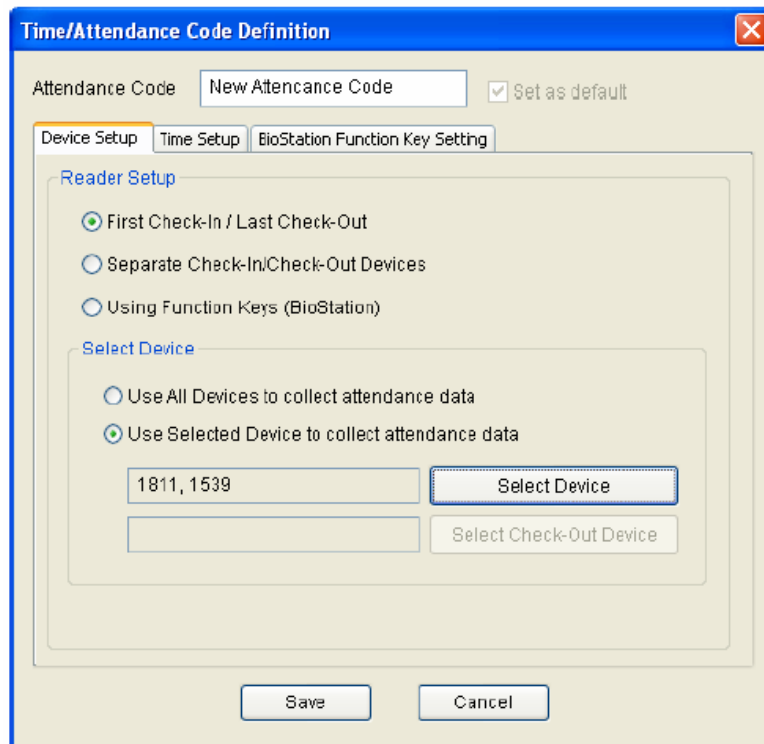 Time/Attendance Code Definition
Attendance Code New Attencance Code Set as default
Device Setup Time Setup BioStation Function Key Setting
Reader Setup
First Check-In / Last Check-Out
Separate Check-In/Check-Out Devices
Using Function Keys (BioStation)
Select Device
Use All Devices to collect attendance data
Use Selected Device to collect attendance data
1811, 1539 Select Device
Select Check-Out Device
Save Cancel